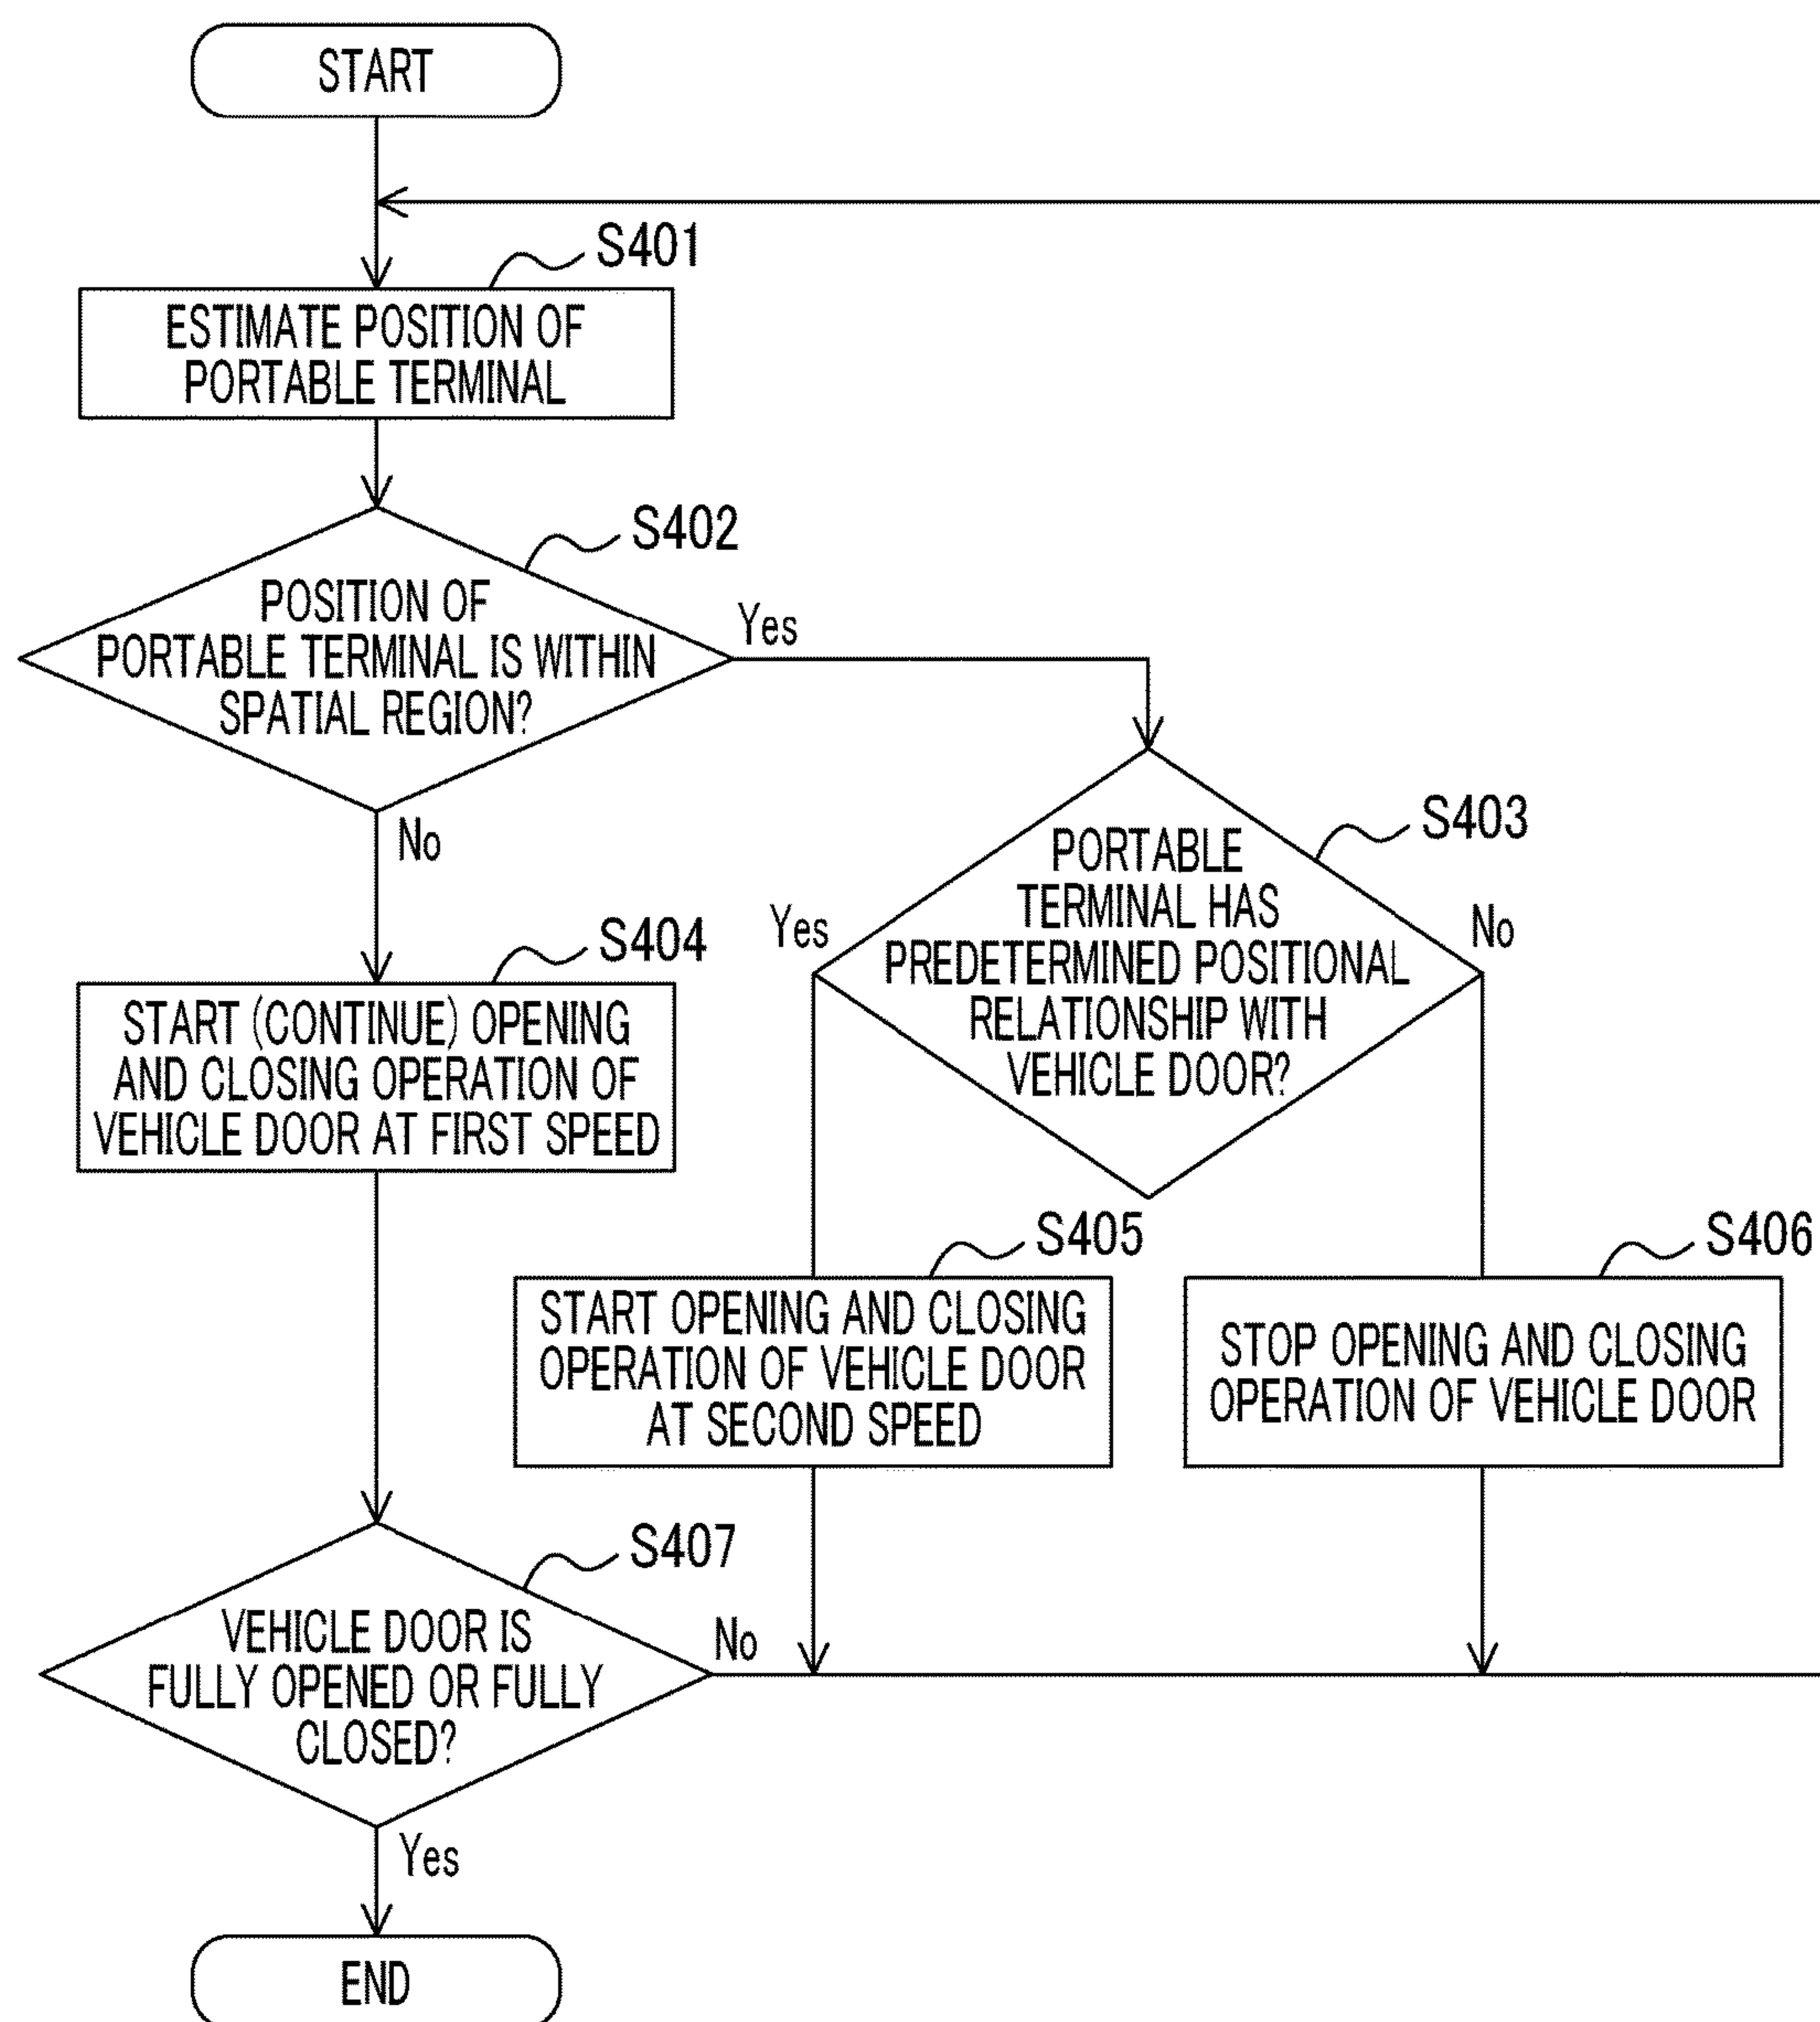 START
S401
ESTIMATE POSITION OF
PORTABLE TERMINAL
S402
POSITION OF
PORTABLE TERMINAL IS WITHIN
SPATIAL REGION?
Yes
No
S403
PORTABLE
TERMINAL HAS
PREDETERMINED POSITIONAL
RELATIONSHIP WITH
VEHICLE DOOR?
Yes
No
S404
START (CONTINUE) OPENING
AND CLOSING OPERATION OF
VEHICLE DOOR AT FIRST SPEED
S405
START OPENING AND CLOSING
OPERATION OF VEHICLE DOOR
AT SECOND SPEED
S406
STOP OPENING AND CLOSING
OPERATION OF VEHICLE DOOR
S407
VEHICLE DOOR IS
FULLY OPENED OR FULLY
CLOSED?
No
Yes
END